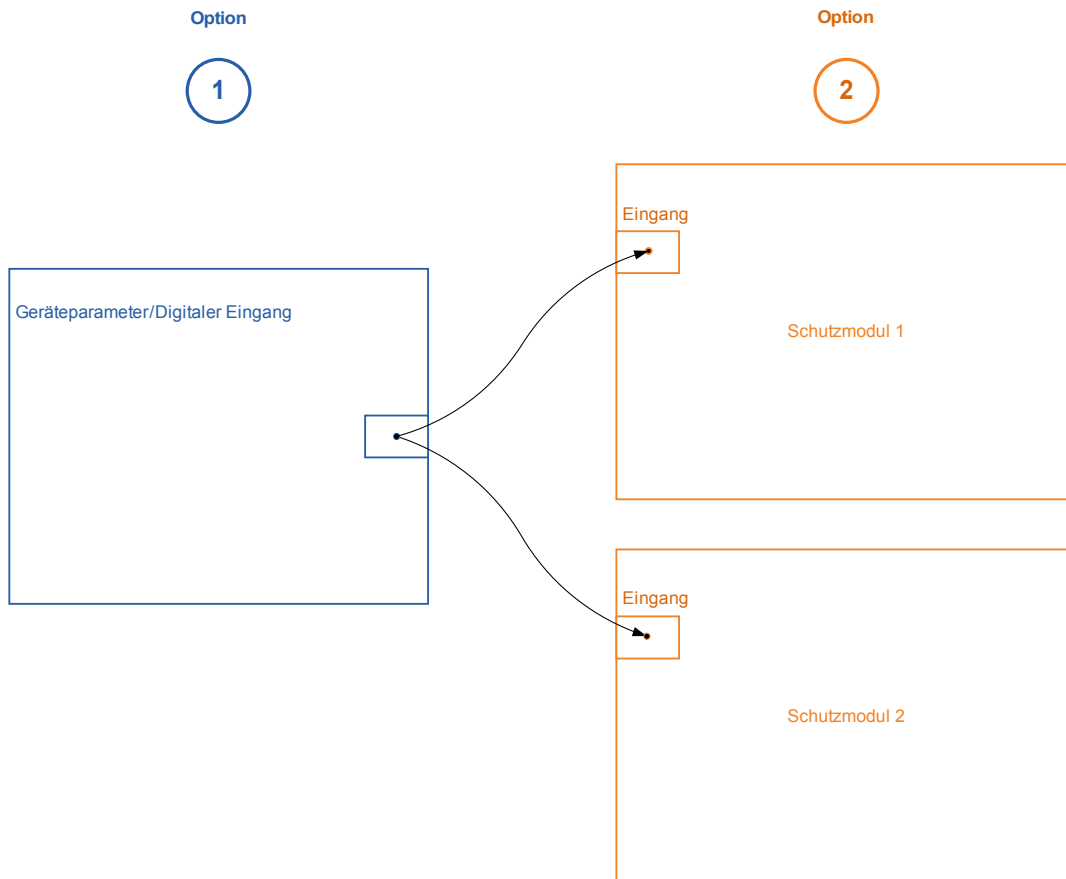 Option
1
Option
2
Geräteparameter/Digitaler Eingang
Eingang
Schutzmodul 1
Eingang
Schutzmodul 2